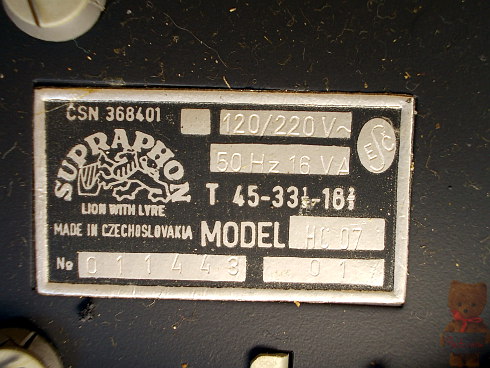 ČSN 368401
120/220 V~
ESČ
SUPRAPHON
50 Hz 16 VA
LION WITH LYRE
T 45-33⅓-16⅔
MADE IN CZECHOSLOVAKIA
MODEL HC 07
No 011443 017